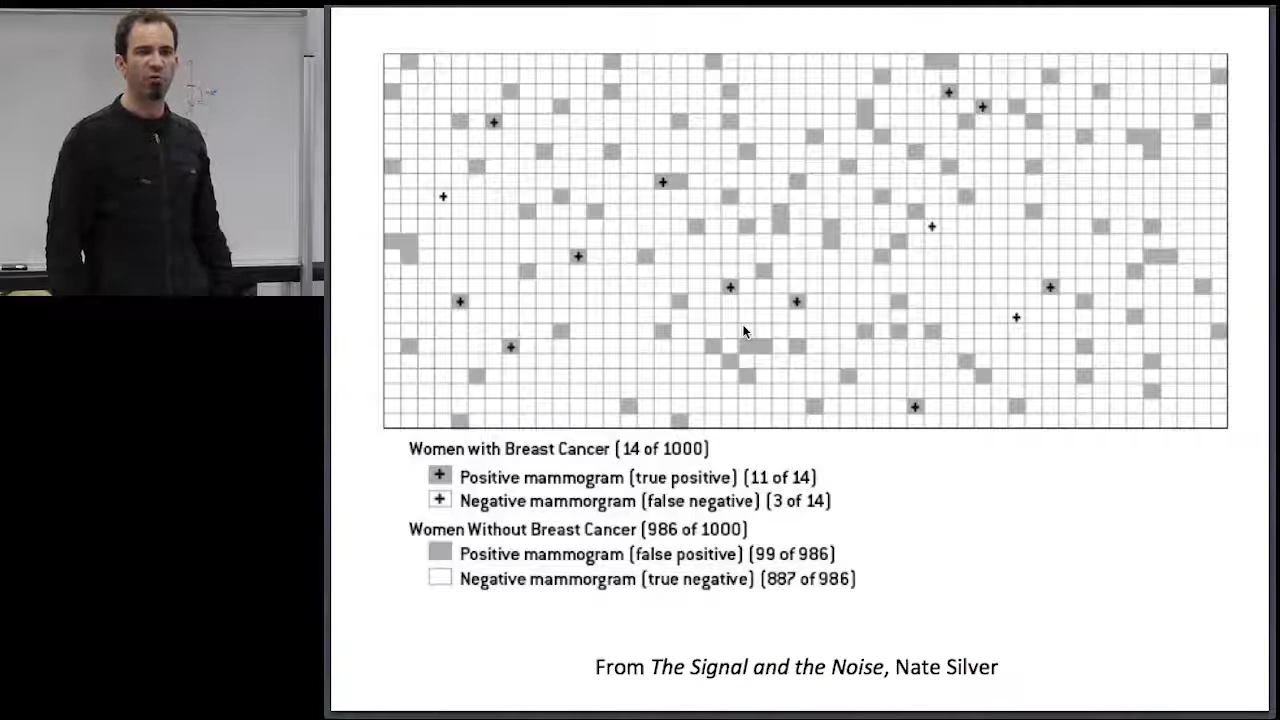 Women with Breast Cancer (14 of 1000)
+ Positive mammogram (true positive) (11 of 14)
+ Negative mammorgram (false negative) (3 of 14)
Women Without Breast Cancer (986 of 1000)
Positive mammogram (false positive) (99 of 986)
Negative mammorgram (true negative) (887 of 986)
From The Signal and the Noise, Nate Silver